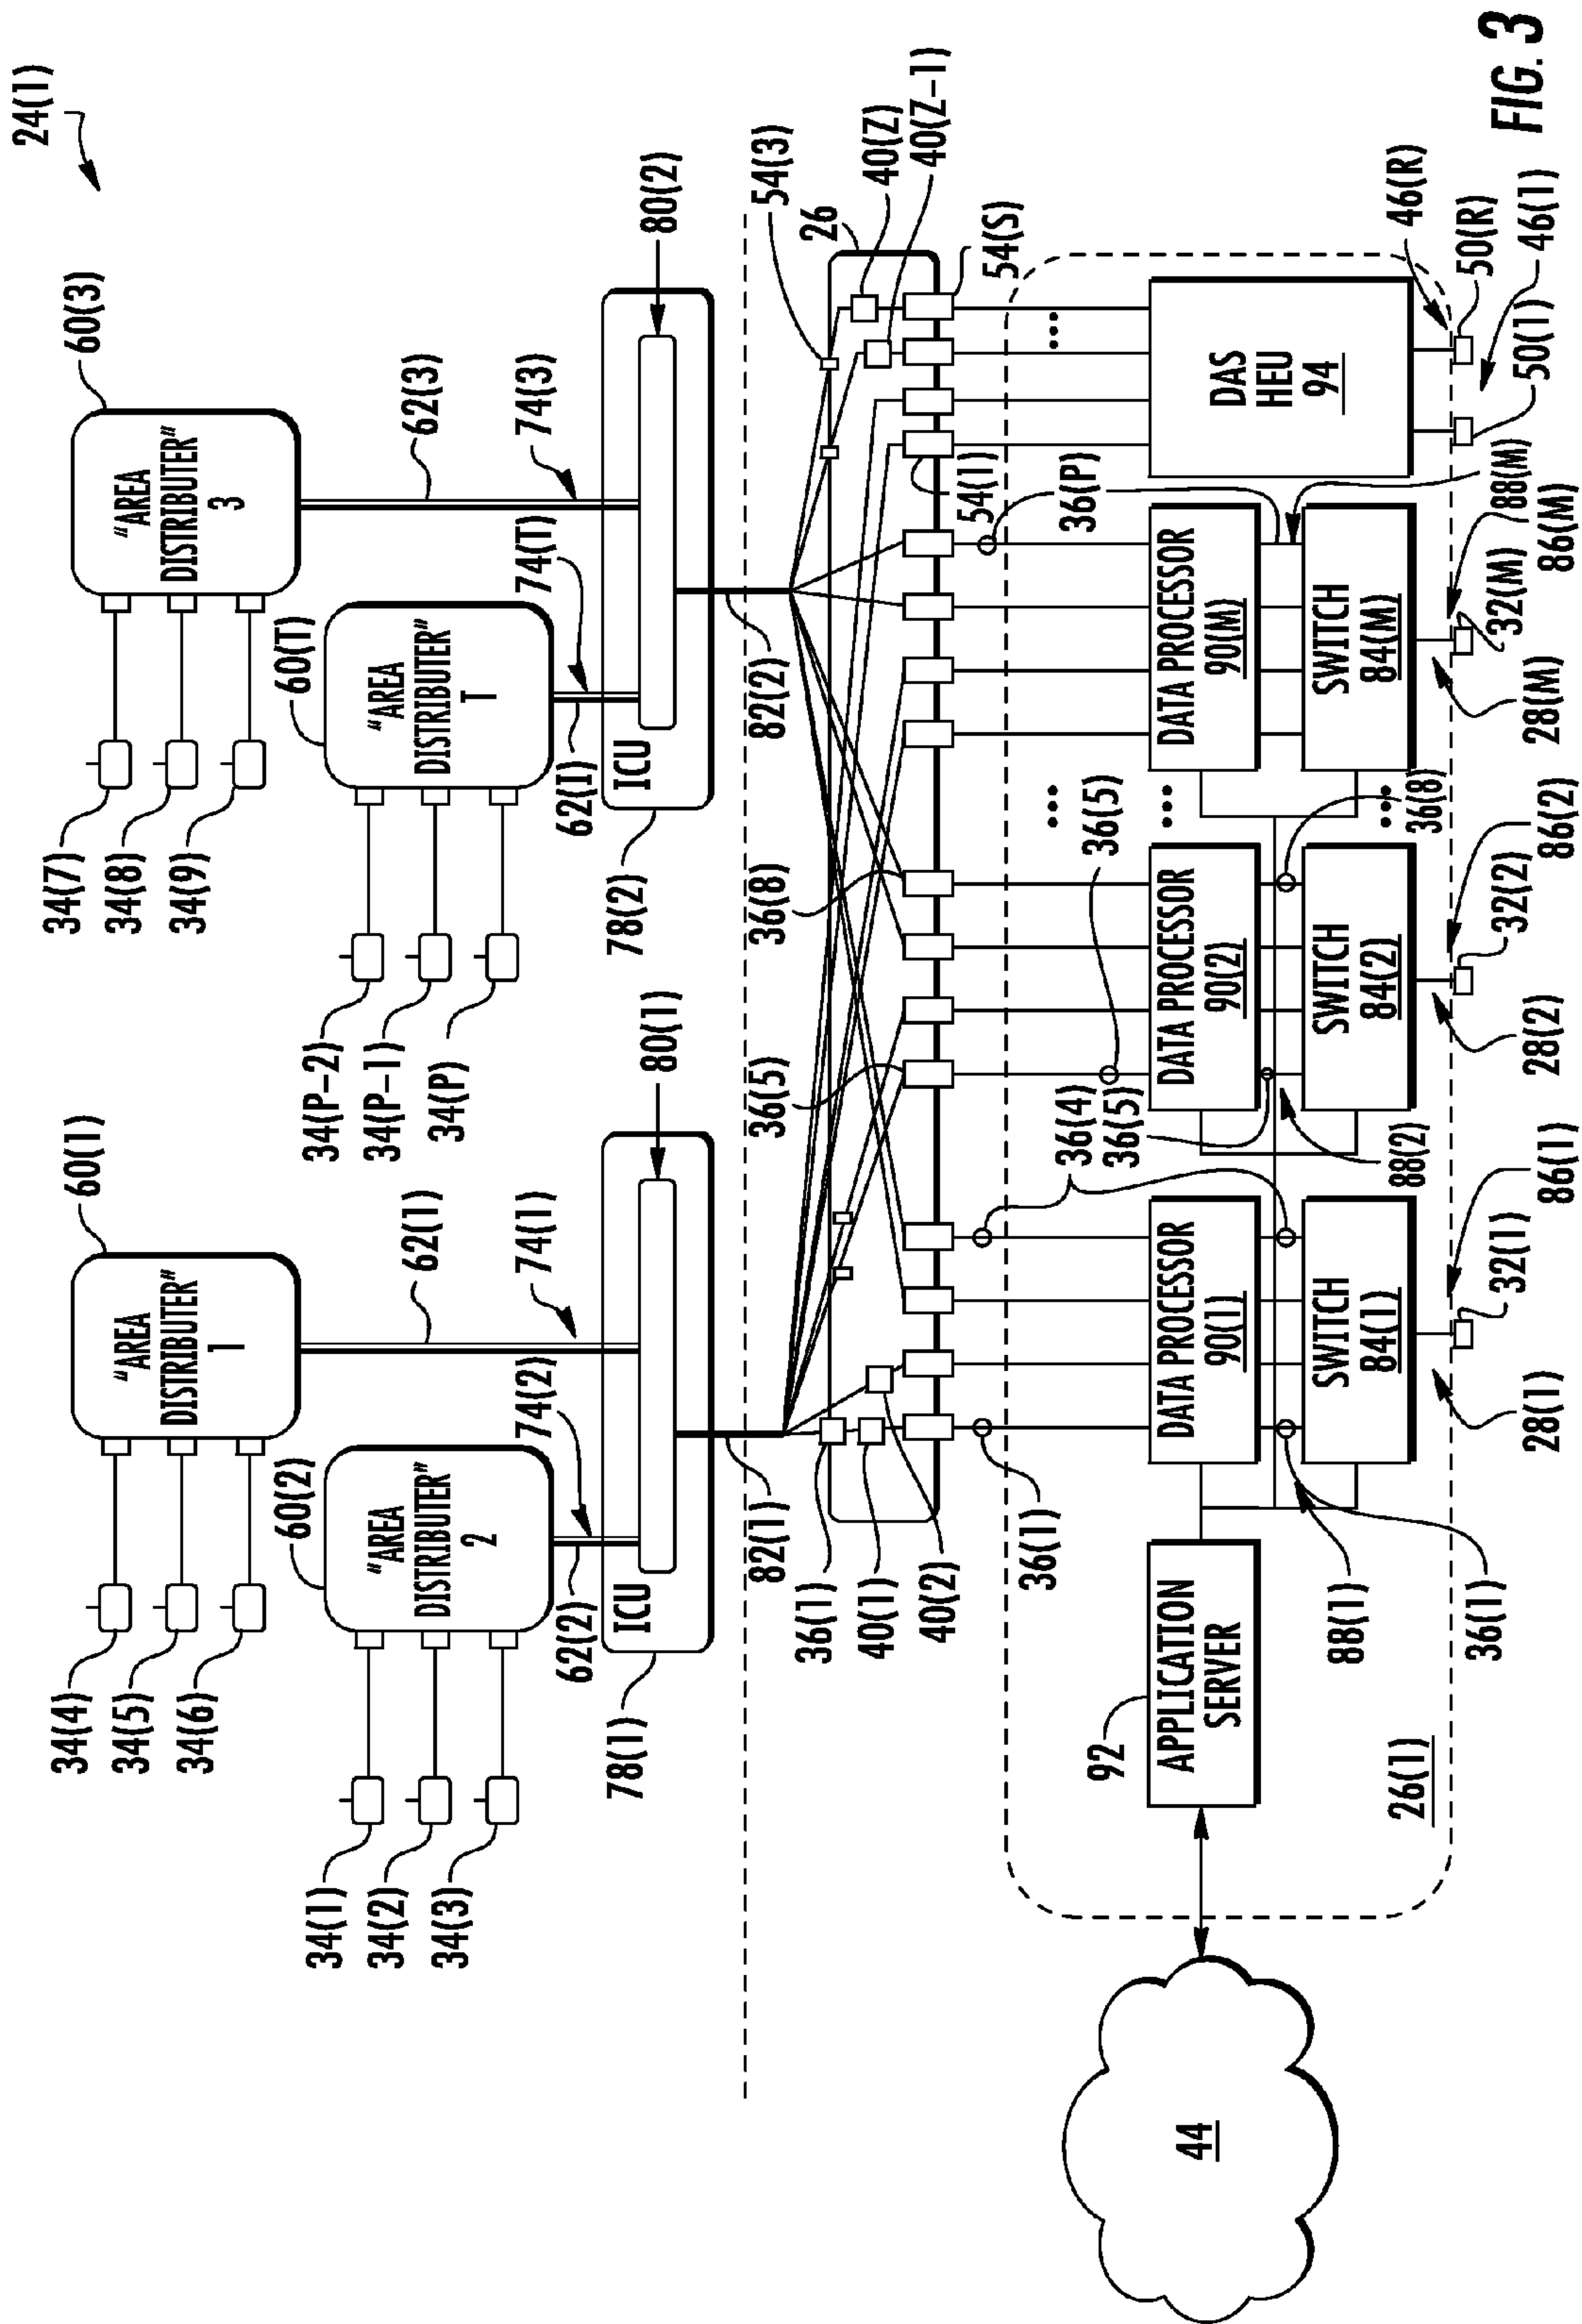 24(1)
60(1)
60(3)
34(4)
34(5)
34(6)
"AREA
DISTRIBUTER"
1
34(7)
34(8)
34(9)
"AREA
DISTRIBUTER"
3
60(2)
62(1)
60(T)
62(3)
34(1)
34(2)
34(3)
"AREA
DISTRIBUTER"
2
34(P-2)
34(P-1)
34(P)
"AREA
DISTRIBUTER"
T
74(2)
74(1)
74(T)
74(3)
62(2)
62(I)
ICU
80(1)
ICU
80(2)
78(1)
78(2)
82(1)
82(2)
36(1)
40(1)
40(2)
36(5)
36(8)
54(3)
26
40(Z)
40(Z-1)
54(1)
54(S)
36(1)
36(4)
36(5)
36(5)
36(P)
...
...
92
APPLICATION
SERVER
DATA PROCESSOR
90(1)
DATA PROCESSOR
90(2)
...
DATA PROCESSOR
90(M)
DAS
HEU
94
44
SWITCH
84(1)
SWITCH
84(2)
...
SWITCH
84(M)
88(1)
36(1)
88(2)
36(8)
88(M)
26(1)
28(1)
32(1)
86(1)
28(2)
32(2)
86(2)
28(M)
32(M)
86(M)
50(1)
46(1)
50(R)
46(R)
FIG. 3